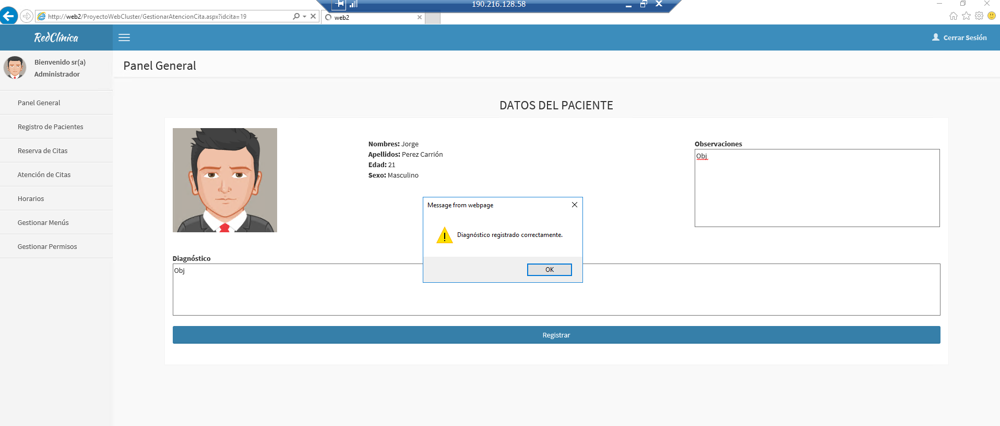 190.216.128.58
http://web2/ProyectoWebCluster/GestionarAtencionCita.aspx?idcita=19
web2
RedClínica
Cerrar Sesión
Bienvenido sr(a)
Administrador
Panel General
Registro de Pacientes
Reserva de Citas
Atención de Citas
Horarios
Gestionar Menús
Gestionar Permisos
Panel General
DATOS DEL PACIENTE
Nombres: Jorge
Apellidos: Perez Carrión
Edad: 21
Sexo: Masculino
Observaciones
Obj
Message from webpage
Diagnóstico registrado correctamente.
OK
Diagnóstico
Obj
Registrar